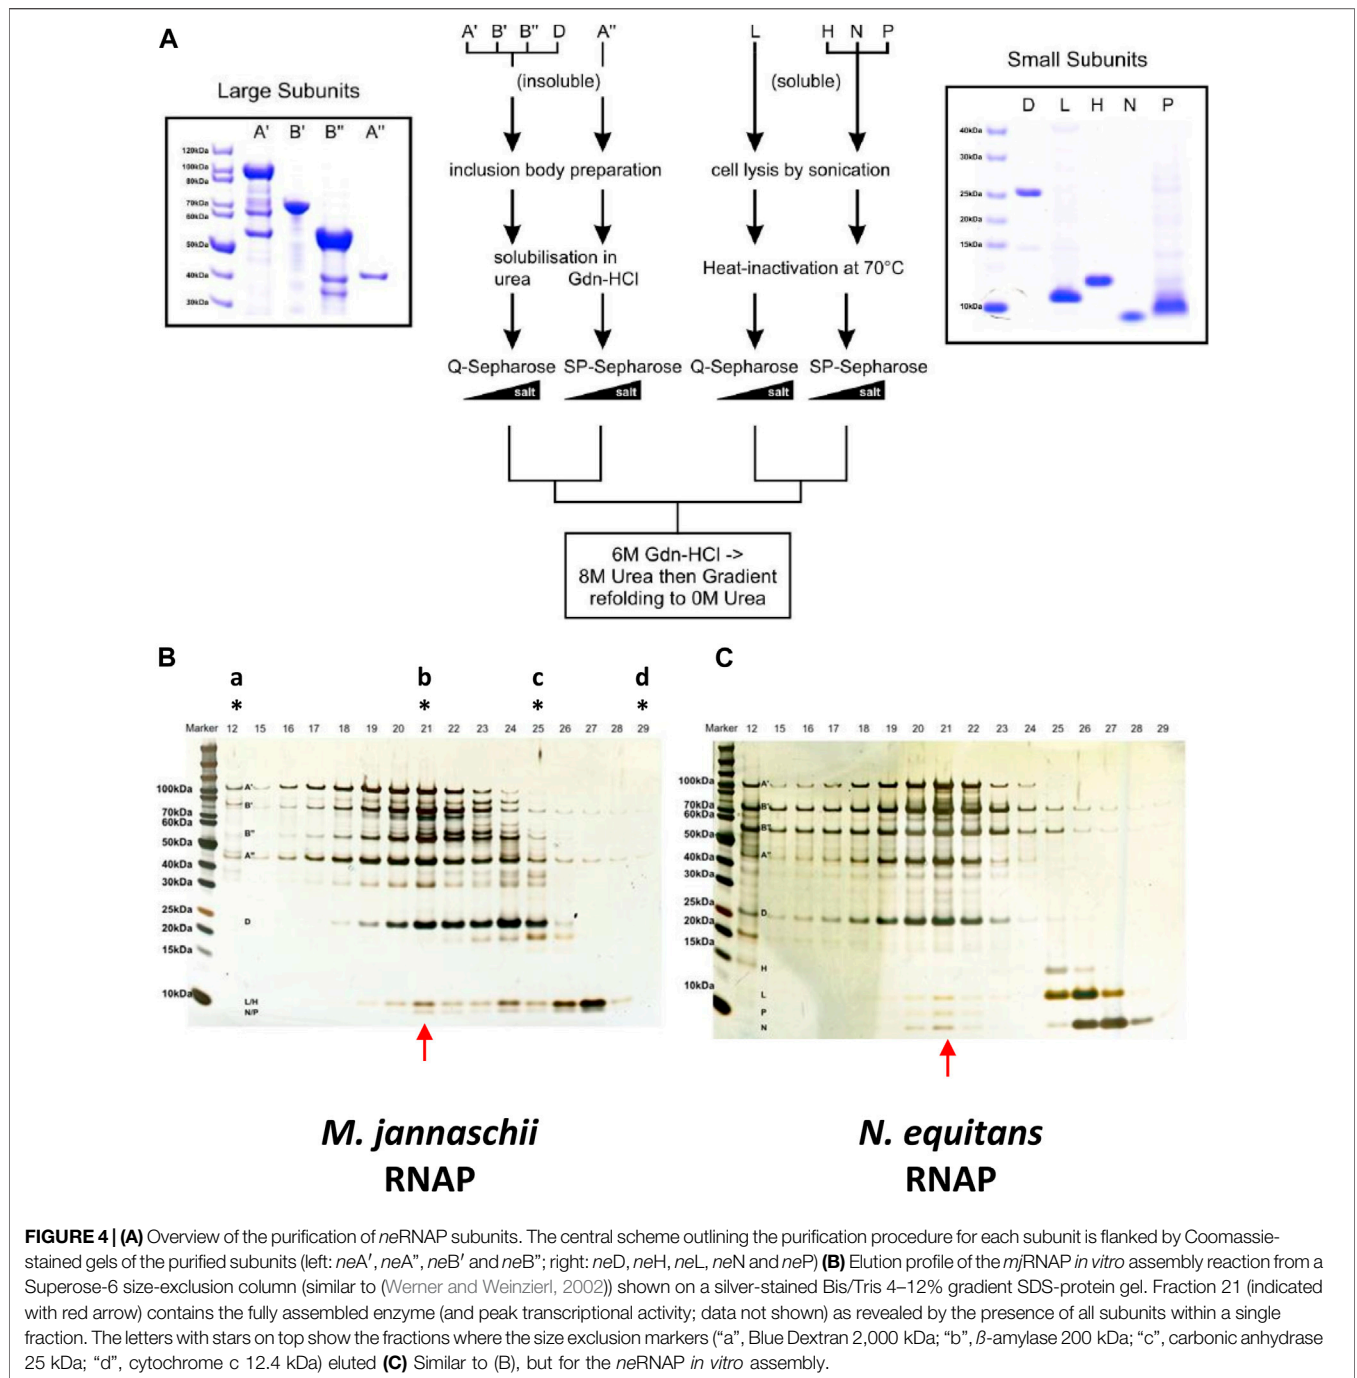 A
A' B' B" D A" L H N P
(insoluble) (soluble)
Large Subunits
A' B' B" A"
120kDa
100kDa
80kDa
70kDa
60kDa
50kDa
40kDa
30kDa
Small Subunits
D L H N P
40kDa
30kDa
25kDa
20kDa
15kDa
10kDa
inclusion body preparation cell lysis by sonication
solubilisation in
urea Gdn-HCl
Heat-inactivation at 70°C
Q-Sepharose SP-Sepharose Q-Sepharose SP-Sepharose
salt salt salt salt
6M Gdn-HCl ->
8M Urea then Gradient
refolding to 0M Urea
B
a b c d
* * * *
Marker 12 15 16 17 18 19 20 21 22 23 24 25 26 27 28 29
100kDa
70kDa
60kDa
50kDa
40kDa
30kDa
25kDa
20kDa
15kDa
10kDa
A'
B'
B"
A"
D
L/H
N/P
M. jannaschii
RNAP
C
Marker 12 15 16 17 18 19 20 21 22 23 24 25 26 27 28 29
100kDa
70kDa
60kDa
50kDa
40kDa
30kDa
25kDa
20kDa
15kDa
10kDa
A'
B'
B"
A"
D
H
L
P
N
N. equitans
RNAP
FIGURE 4 | (A) Overview of the purification of neRNAP subunits. The central scheme outlining the purification procedure for each subunit is flanked by Coomassie-
stained gels of the purified subunits (left: neA′, neA”, neB′ and neB”; right: neD, neH, neL, neN and neP) (B) Elution profile of the mjRNAP in vitro assembly reaction from a
Superose-6 size-exclusion column (similar to (Werner and Weinzierl, 2002)) shown on a silver-stained Bis/Tris 4–12% gradient SDS-protein gel. Fraction 21 (indicated
with red arrow) contains the fully assembled enzyme (and peak transcriptional activity; data not shown) as revealed by the presence of all subunits within a single
fraction. The letters with stars on top show the fractions where the size exclusion markers (“a”, Blue Dextran 2,000 kDa; “b”, ß-amylase 200 kDa; “c”, carbonic anhydrase
25 kDa; “d”, cytochrome c 12.4 kDa) eluted (C) Similar to (B), but for the neRNAP in vitro assembly.